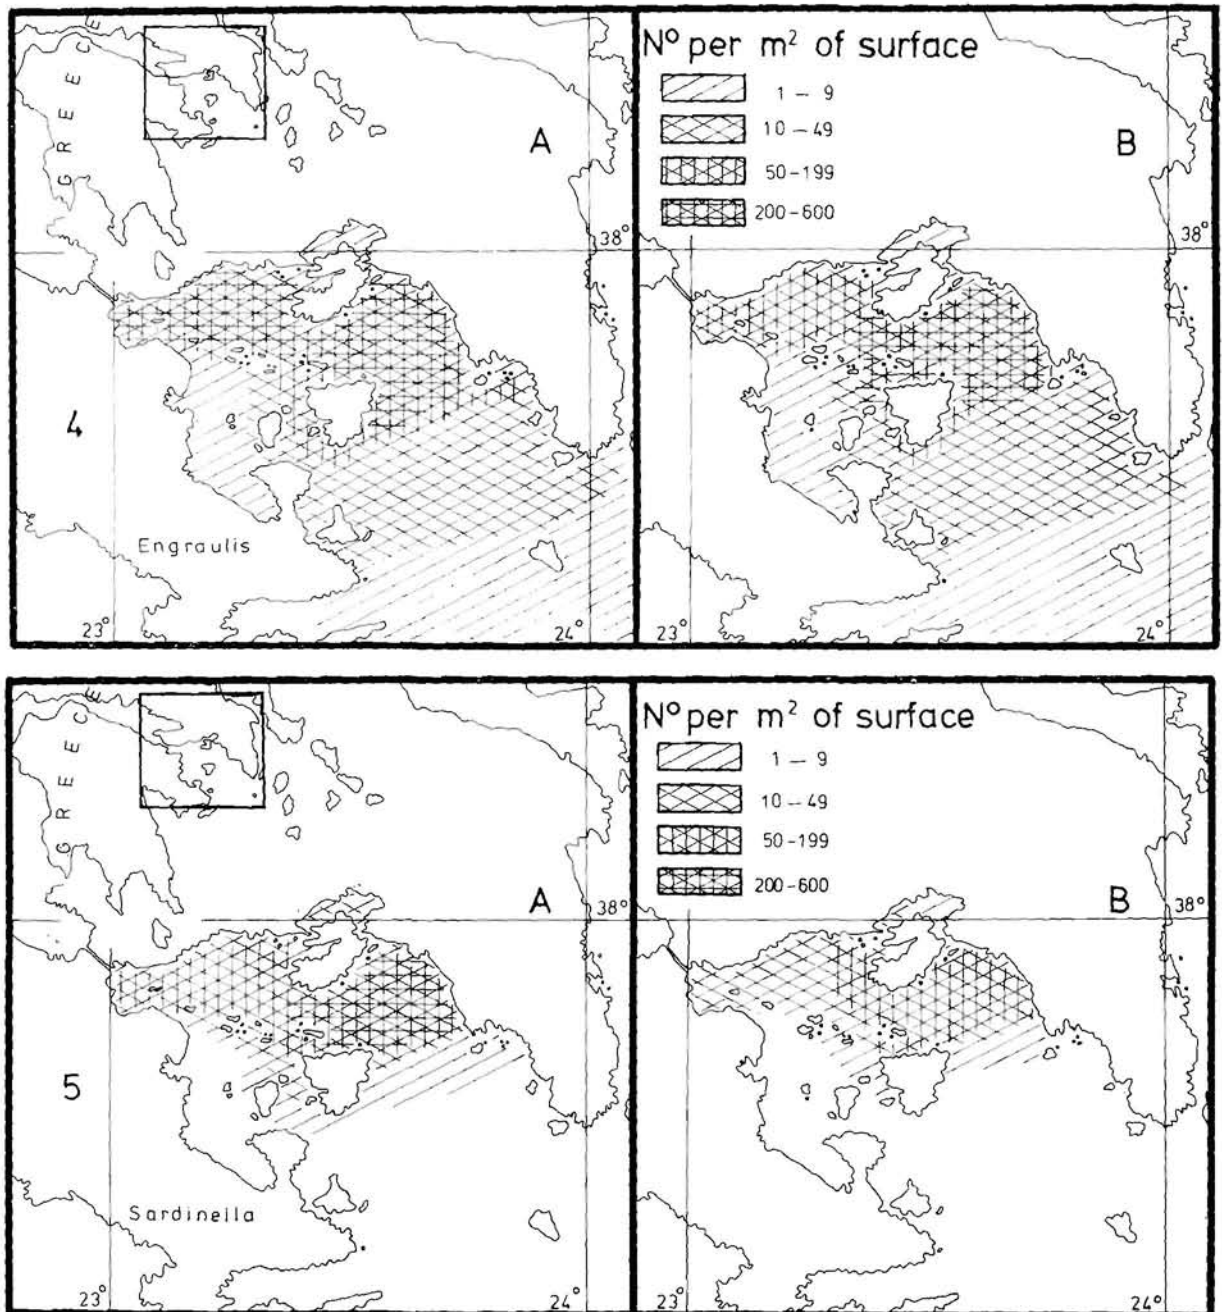 GREECE
A
38°
4
Engraulis
23°
24°
N° per m² of surface
1 – 9
10 – 49
50 – 199
200 – 600
B
38°
23°
24°
GREECE
A
38°
5
Sardinella
23°
24°
N° per m² of surface
1 – 9
10 – 49
50 – 199
200 – 600
B
38°
23°
24°